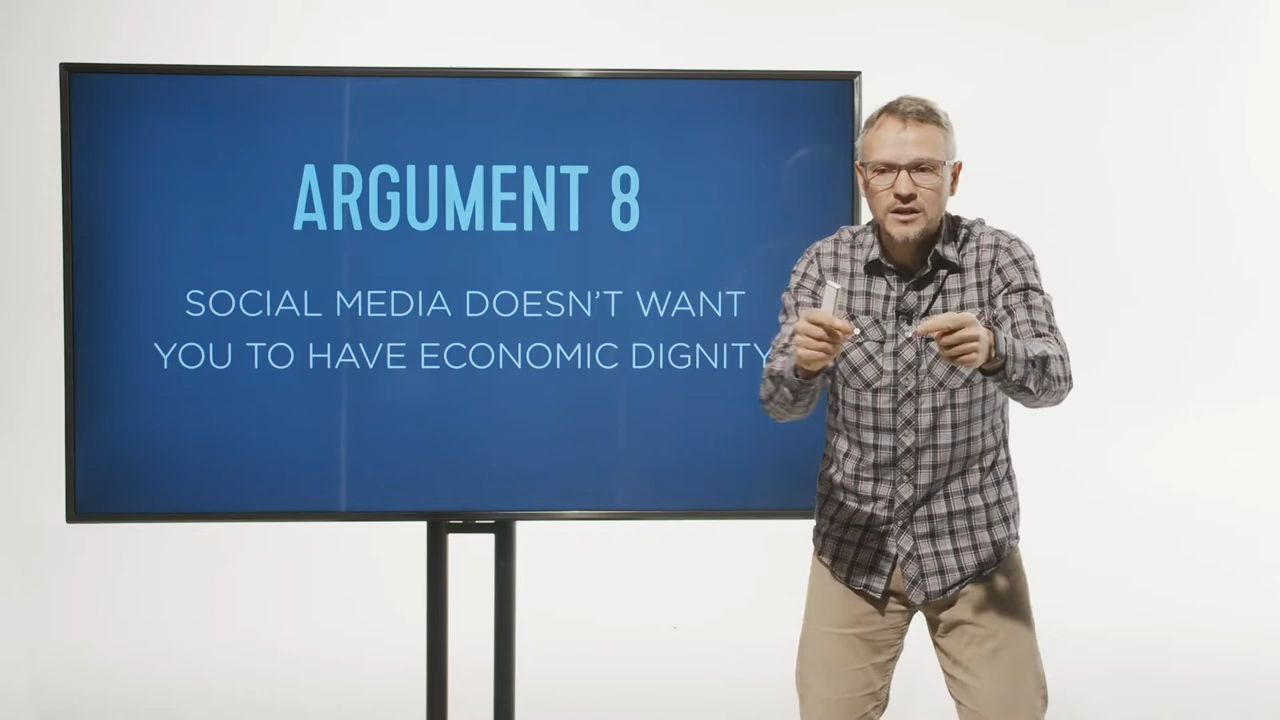 ARGUMENT 8
SOCIAL MEDIA DOESN'T WANT
YOU TO HAVE ECONOMIC DIGNITY